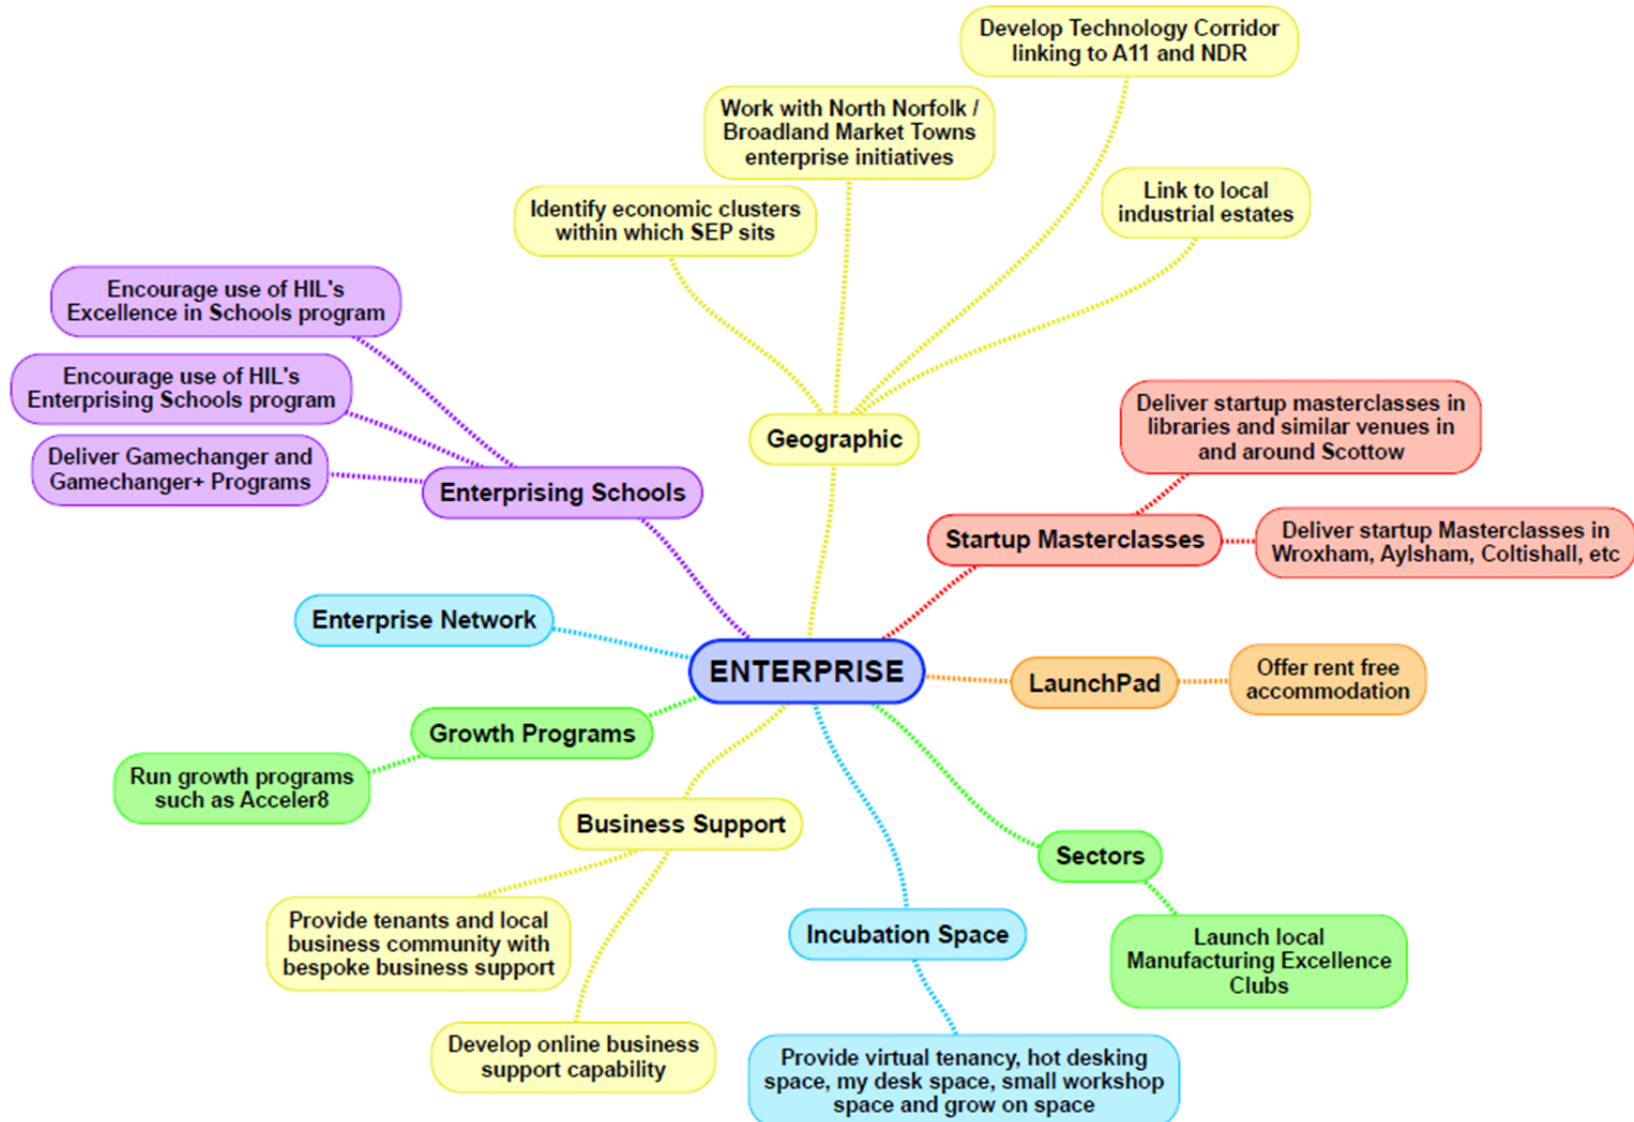 Develop Technology Corridor
linking to A11 and NDR
Work with North Norfolk /
Broadland Market Towns
enterprise initiatives
Link to local
industrial estates
Identify economic clusters
within which SEP sits
Encourage use of HIL's
Excellence in Schools program
Encourage use of HIL's
Enterprising Schools program
Deliver Gamechanger and
Gamechanger+ Programs
Enterprising Schools
Geographic
Deliver startup masterclasses in
libraries and similar venues in
and around Scottow
Startup Masterclasses
Deliver startup Masterclasses in
Wroxham, Aylsham, Coltishall, etc
Enterprise Network
ENTERPRISE
LaunchPad
Offer rent free
accommodation
Growth Programs
Run growth programs
such as Acceler8
Business Support
Sectors
Provide tenants and local
business community with
bespoke business support
Incubation Space
Launch local
Manufacturing Excellence
Clubs
Develop online business
support capability
Provide virtual tenancy, hot desking
space, my desk space, small workshop
space and grow on space